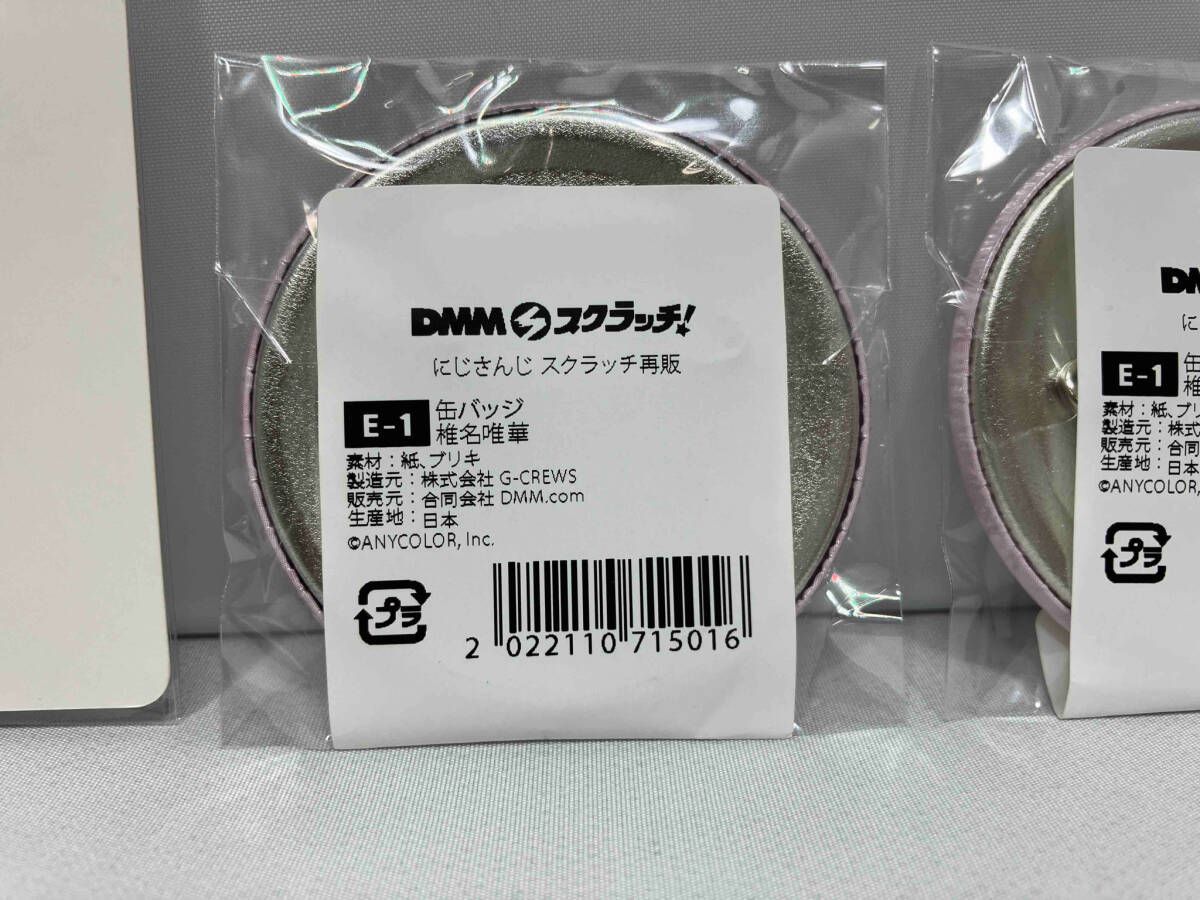 DMM スクラッチ!
にじさんじ スクラッチ再販
E-1 缶バッジ
椎名唯華
素材：紙、ブリキ
製造元：株式会社 G-CREWS
販売元：合同会社 DMM.com
生産地：日本
©ANYCOLOR, Inc.
プラ
2 022110 715016
DM
に
E-1 缶
椎
素材：紙、ブリ
製造元：株式
販売元：合同
生産地：日本
©ANYCOLOR,
プラ